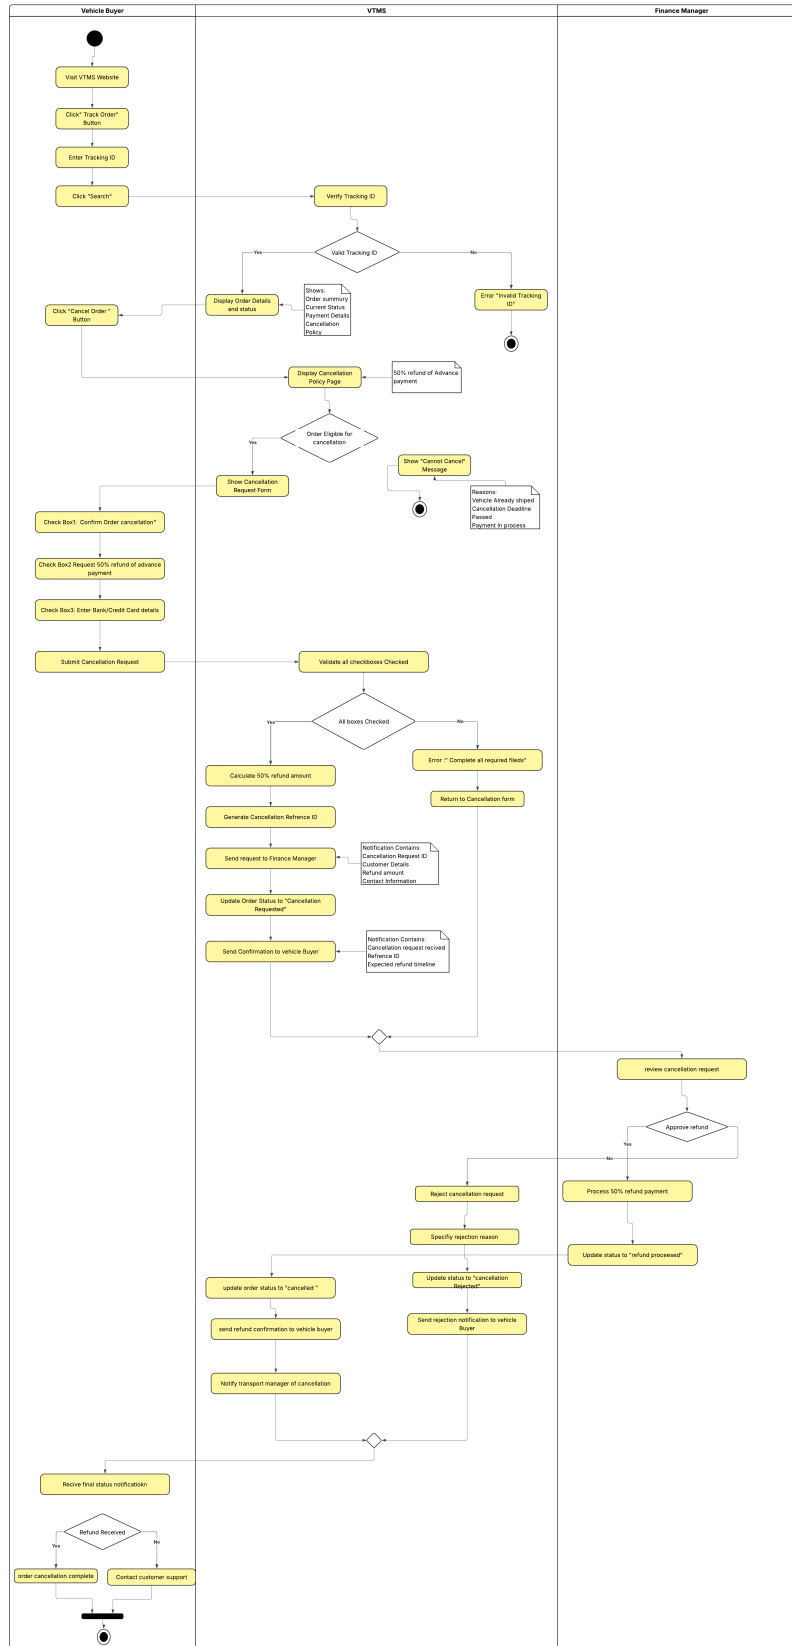 Vehicle Buyer
VTMS
Finance Manager
Visit VTMS Website
Click" Track Order"
Button
Enter Tracking ID
Click "Search"
Verify Tracking ID
Valid Tracking ID
Yes
No
Display Order Details
and status
Shows:
Order summury
Current Status
Payment Details
Cancellation
Policy
Error "Invalid Tracking
ID"
Click "Cancel Order "
Button
Display Cancellation
Policy Page
50% refund of Advance
payment
Order Eligible for
cancellation
Yes
Show "Cannot Cancel"
Message
Show Cancellation
Request Form
Reasons:
Vehicle Already shiped
Cancellation Deadline
Passed
Payment In process
Check Box1:  Confirm Order cancellation"
Check Box2 Request 50% refund of advance
payment
Check Box3: Enter Bank/Credit Card details
Submit Cancellation Request
Validate all checkboxes Checked
All boxes Checked
Yes
No
Error :" Complete all required fileds"
Calculate 50% refund amount
Return to Cancellation form
Generate Cancellation Refrence ID
Send request to Finance Manager
Notification Contains:
Cancellation Request ID
Customer Details
Refund amount
Contact Information
Update Order Status to "Cancellation
Requested"
Send Confirmation to vehicle Buyer
Notification Contains:
Cancellation request recived
Refrence ID
Expected refund timeline
review cancellation request
Approve refund
Yes
No
Reject cancellation request
Process 50% refund payment
Specifiy rejection reason
Update status to "refund proceesed"
update order status to "cancelled "
Update status to "cancellation
Rejected"
send refund confirmation to vehicle buyer
Send rejection notification to vehicle
Buyer
Notify transport manager of cancellation
Recive final status notificatiokn
Refund Received
Yes
No
order cancellation complete
Contact customer support